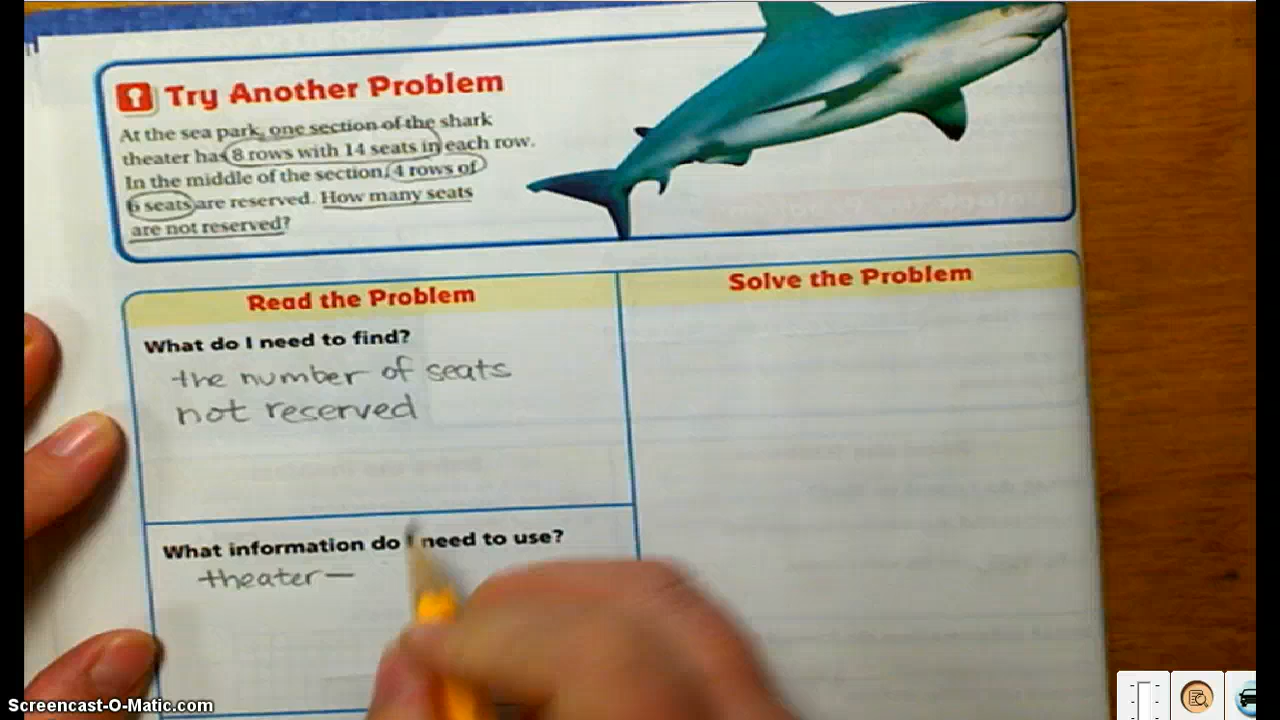 Try Another Problem
At the sea park, one section of the shark
theater has 8 rows with 14 seats in each row.
In the middle of the section, 4 rows of
6 seats are reserved. How many seats
are not reserved?
Read the Problem
Solve the Problem
What do I need to find?
the number of seats
not reserved
What information do I need to use?
theater —
Screencast-O-Matic.com